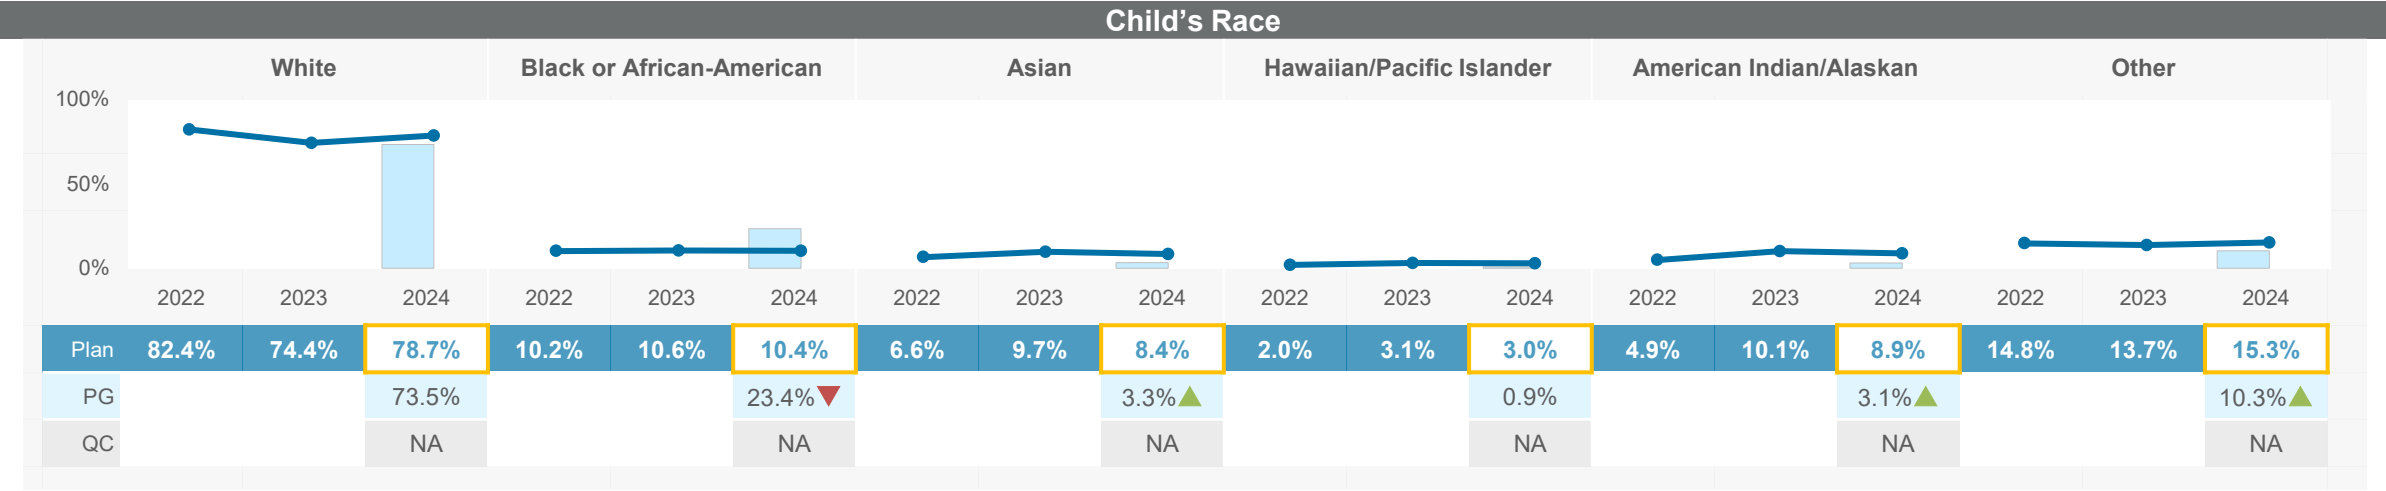 Child's Race
White Black or African-American Asian Hawaiian/Pacific Islander American Indian/Alaskan Other
100%
50%
0%
2022 2023 2024 2022 2023 2024 2022 2023 2024 2022 2023 2024 2022 2023 2024 2022 2023 2024
Plan 82.4% 74.4% 78.7% 10.2% 10.6% 10.4% 6.6% 9.7% 8.4% 2.0% 3.1% 3.0% 4.9% 10.1% 8.9% 14.8% 13.7% 15.3%
PG 73.5% 23.4% 3.3% 0.9% 3.1% 10.3%
QC NA NA NA NA NA NA